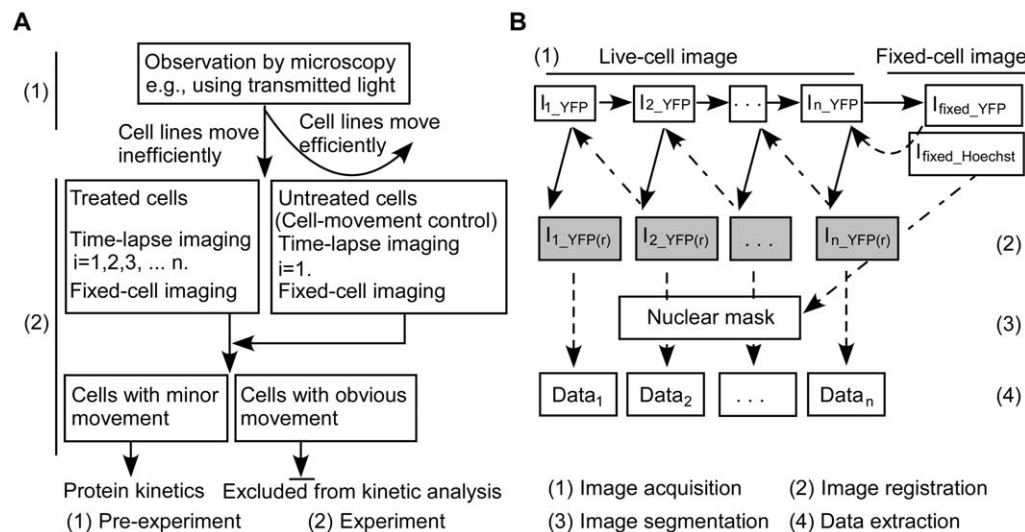 A
(1)
Observation by microscopy
e.g., using transmitted light
Cell lines move
inefficiently
Cell lines move
efficiently
(2)
Treated cells
Time-lapse imaging
i=1,2,3, ... n.
Fixed-cell imaging
Untreated cells
(Cell-movement control)
Time-lapse imaging
i=1.
Fixed-cell imaging
Cells with minor
movement
Cells with obvious
movement
Protein kinetics
Excluded from kinetic analysis
(1) Pre-experiment
(2) Experiment
B
(1)
Live-cell image
Fixed-cell image
I1_YFP
I2_YFP
. . .
In_YFP
Ifixed_YFP
Ifixed_Hoechst
I1_YFP(r)
I2_YFP(r)
. . .
In_YFP(r)
(2)
Nuclear mask
(3)
Data1
Data2
. . .
Datan
(4)
(1) Image acquisition
(2) Image registration
(3) Image segmentation
(4) Data extraction